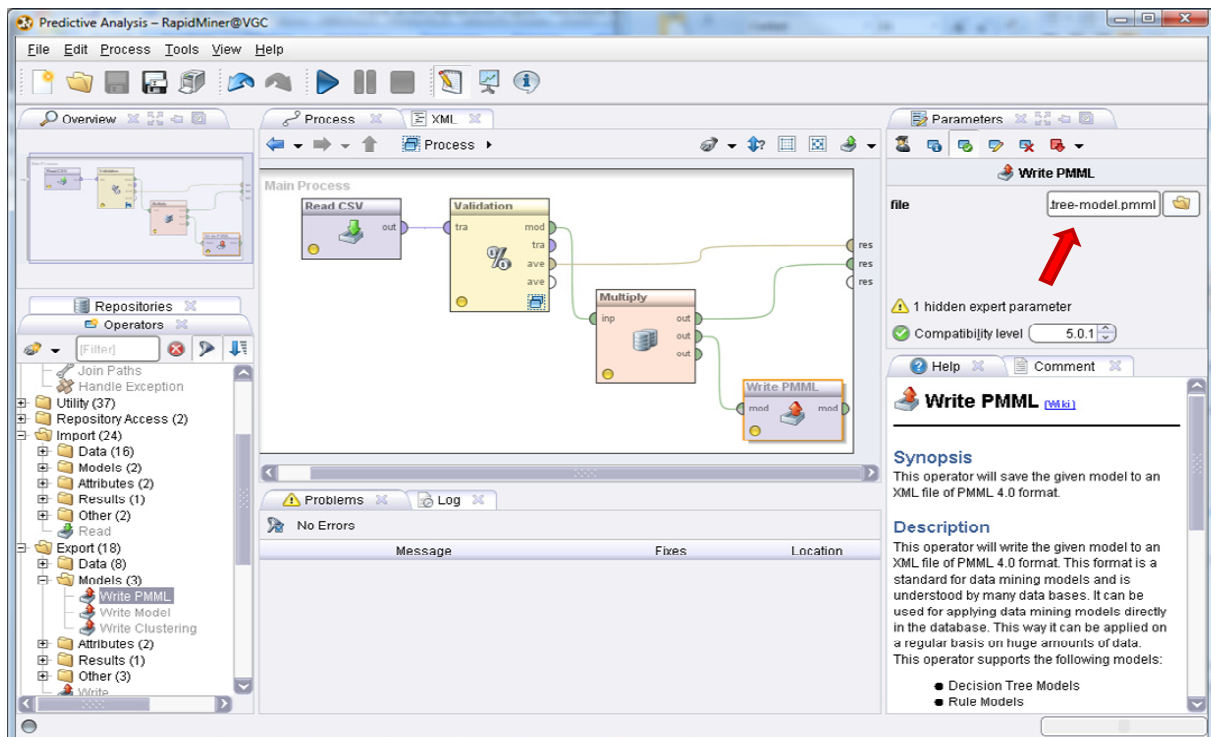 Predictive Analysis – RapidMiner@VGC
File Edit Process Tools View Help
Overview
Process
XML
Parameters
Process
Write PMML
file
tree-model.pmml
1 hidden expert parameter
Compatibility level
5.0.1
Main Process
Read CSV
out
Validation
tra
mod
tra
ave
ave
Multiply
inp
out
out
out
Write PMML
mod
mod
res
res
res
Repositories
Operators
[Filter]
Join Paths
Handle Exception
Utility (37)
Repository Access (2)
Import (24)
Data (16)
Models (2)
Attributes (2)
Results (1)
Other (2)
Read
Export (18)
Data (8)
Models (3)
Write PMML
Write Model
Write Clustering
Attributes (2)
Results (1)
Other (3)
Write
Problems
Log
No Errors
Message
Fixes
Location
Help
Comment
Write PMML (Wiki)
Synopsis
This operator will save the given model to an
XML file of PMML 4.0 format.
Description
This operator will write the given model to an
XML file of PMML 4.0 format. This format is a
standard for data mining models and is
understood by many data bases. It can be
used for applying data mining models directly
in the database. This way it can be applied on
a regular basis on huge amounts of data.
This operator supports the following models:
Decision Tree Models
Rule Models